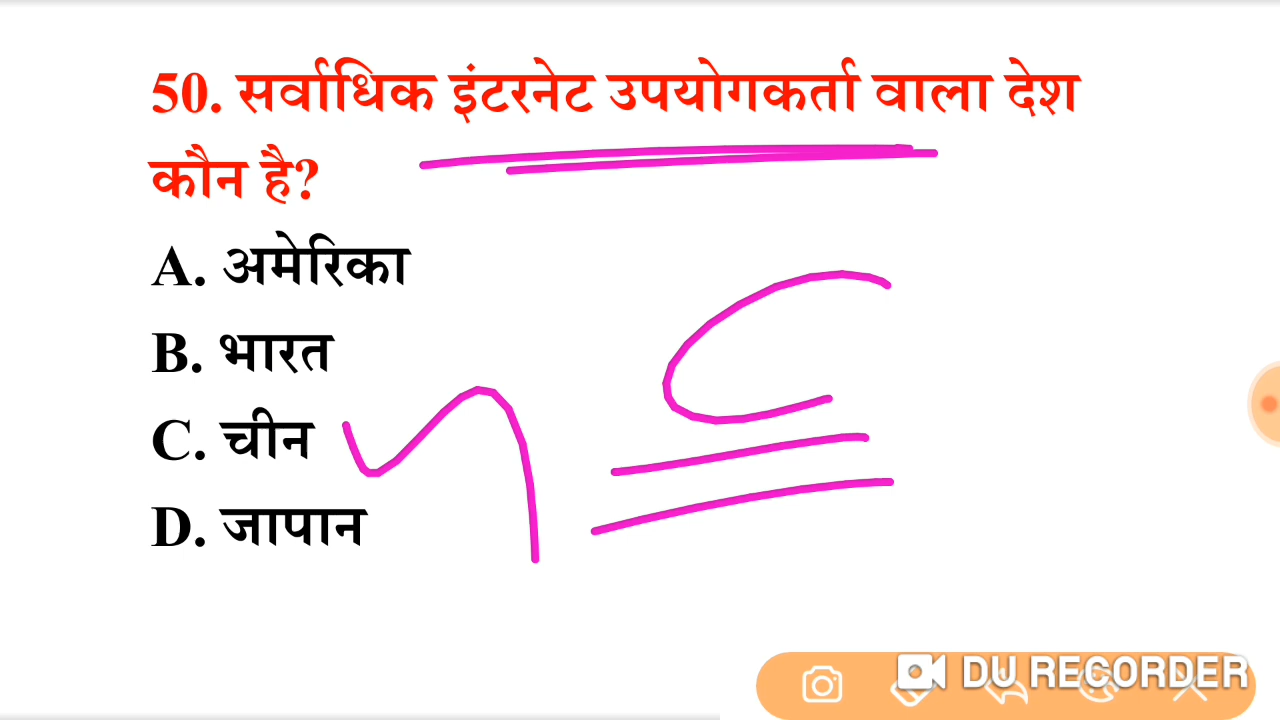 50. सर्वाधिक इंटरनेट उपयोगकर्ता वाला देश
कौन है?
A. अमेरिका
B. भारत
C. चीन
D. जापान
C
DU RECORDER